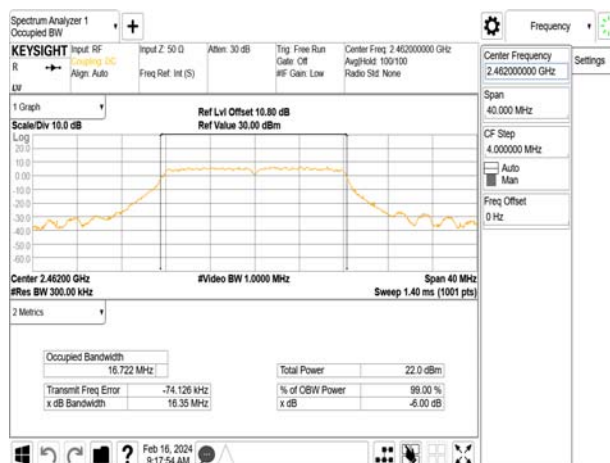 Spectrum Analyzer 1
Occupied BW
Frequency
KEYSIGHT
R
LV
Input: RF
Coupling: DC
Align: Auto
Input Z: 50 Ω
Freq Ref: Int (S)
Atten: 30 dB
Trig: Free Run
Gate: Off
#IF Gain: Low
Center Freq: 2.462000000 GHz
Avg|Hold: 100/100
Radio Std: None
Center Frequency
2.462000000 GHz
Settings
Span
40.000 MHz
CF Step
4.000000 MHz
Auto
Man
Freq Offset
0 Hz
1 Graph
Scale/Div 10.0 dB
Ref Lvl Offset 10.80 dB
Ref Value 30.00 dBm
Log
20.0
10.0
0.00
-10.0
-20.0
-30.0
-40.0
-50.0
-60.0
Center 2.46200 GHz
#Res BW 300.00 kHz
#Video BW 1.0000 MHz
Span 40 MHz
Sweep 1.40 ms (1001 pts)
2 Metrics
Occupied Bandwidth
16.722 MHz
Transmit Freq Error -74.126 kHz
x dB Bandwidth 16.35 MHz
Total Power 22.0 dBm
% of OBW Power 99.00 %
x dB -6.00 dB
Feb 16, 2024
9:17:54 AM